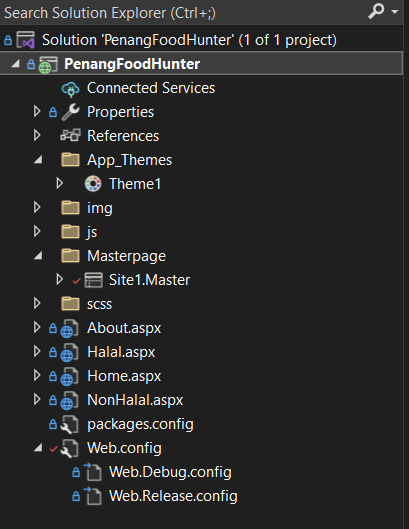 Search Solution Explorer (Ctrl+;)
Solution 'PenangFoodHunter' (1 of 1 project)
PenangFoodHunter
Connected Services
Properties
References
App_Themes
Theme1
img
js
Masterpage
Site1.Master
scss
About.aspx
Halal.aspx
Home.aspx
NonHalal.aspx
packages.config
Web.config
Web.Debug.config
Web.Release.config